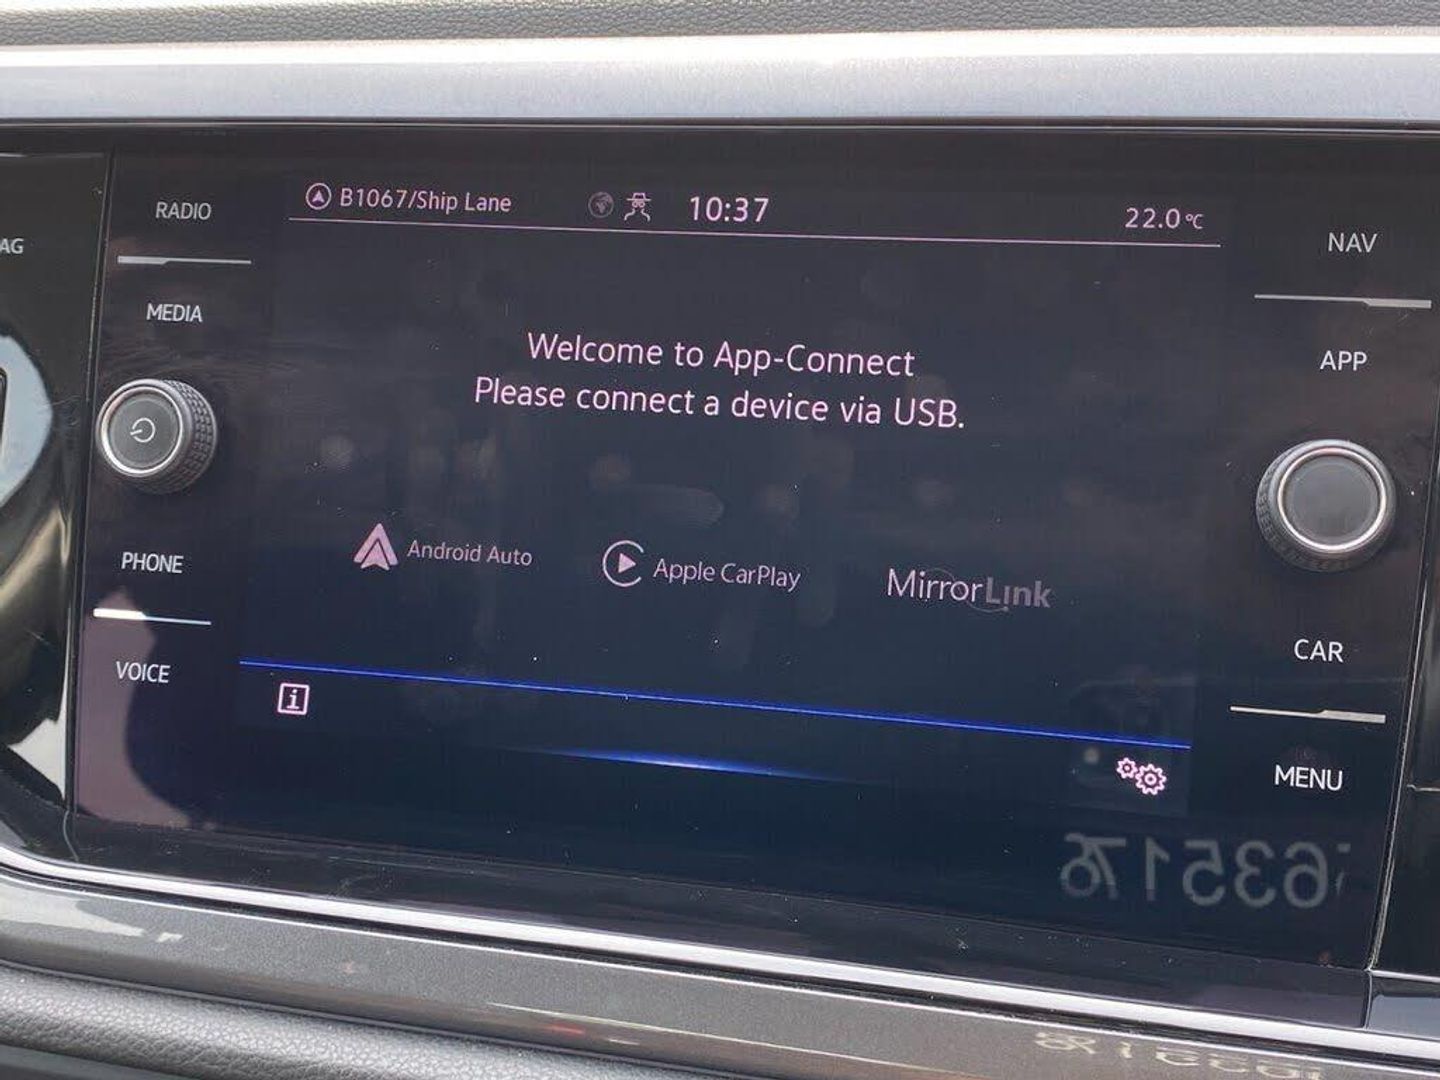 RADIO
B1067/Ship Lane
10:37
22.0°C
NAV
AG
MEDIA
Welcome to App-Connect
Please connect a device via USB.
APP
Android Auto
Apple CarPlay
MirrorLink
PHONE
VOICE
i
CAR
MENU